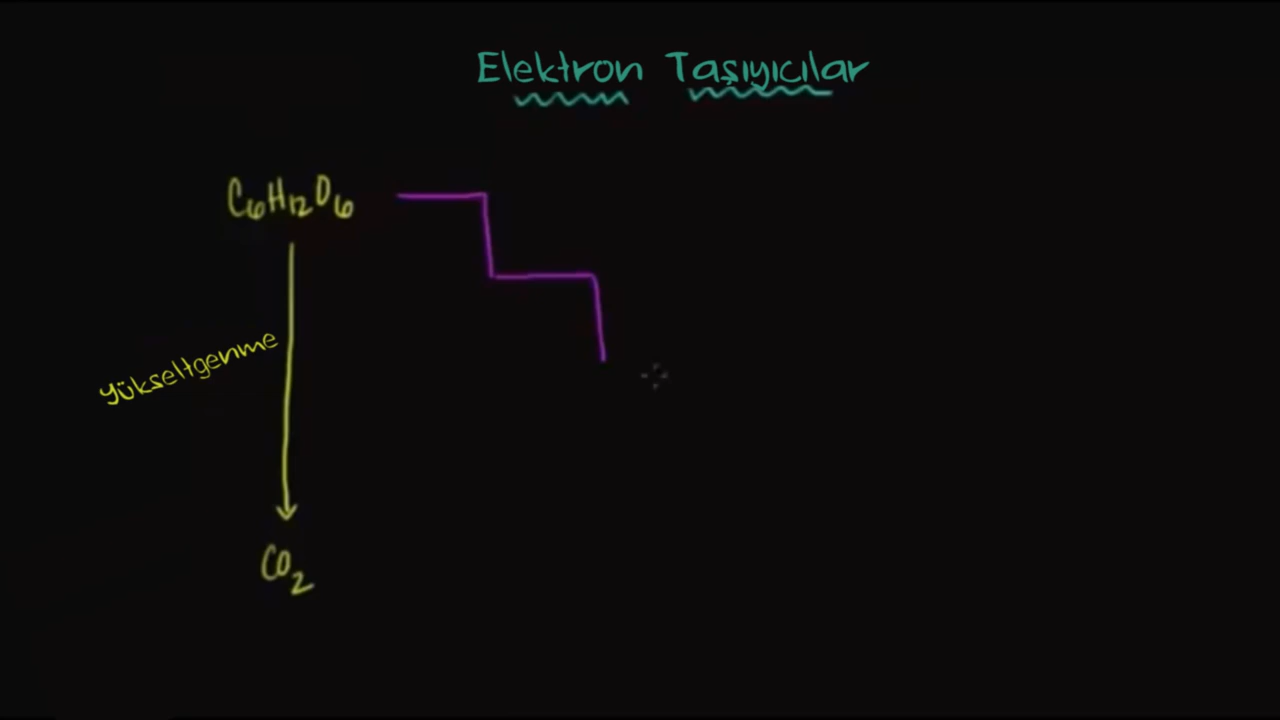 Elektron Taşıyıcılar
C₆H₁₂O₆
yükseltgenme
CO₂